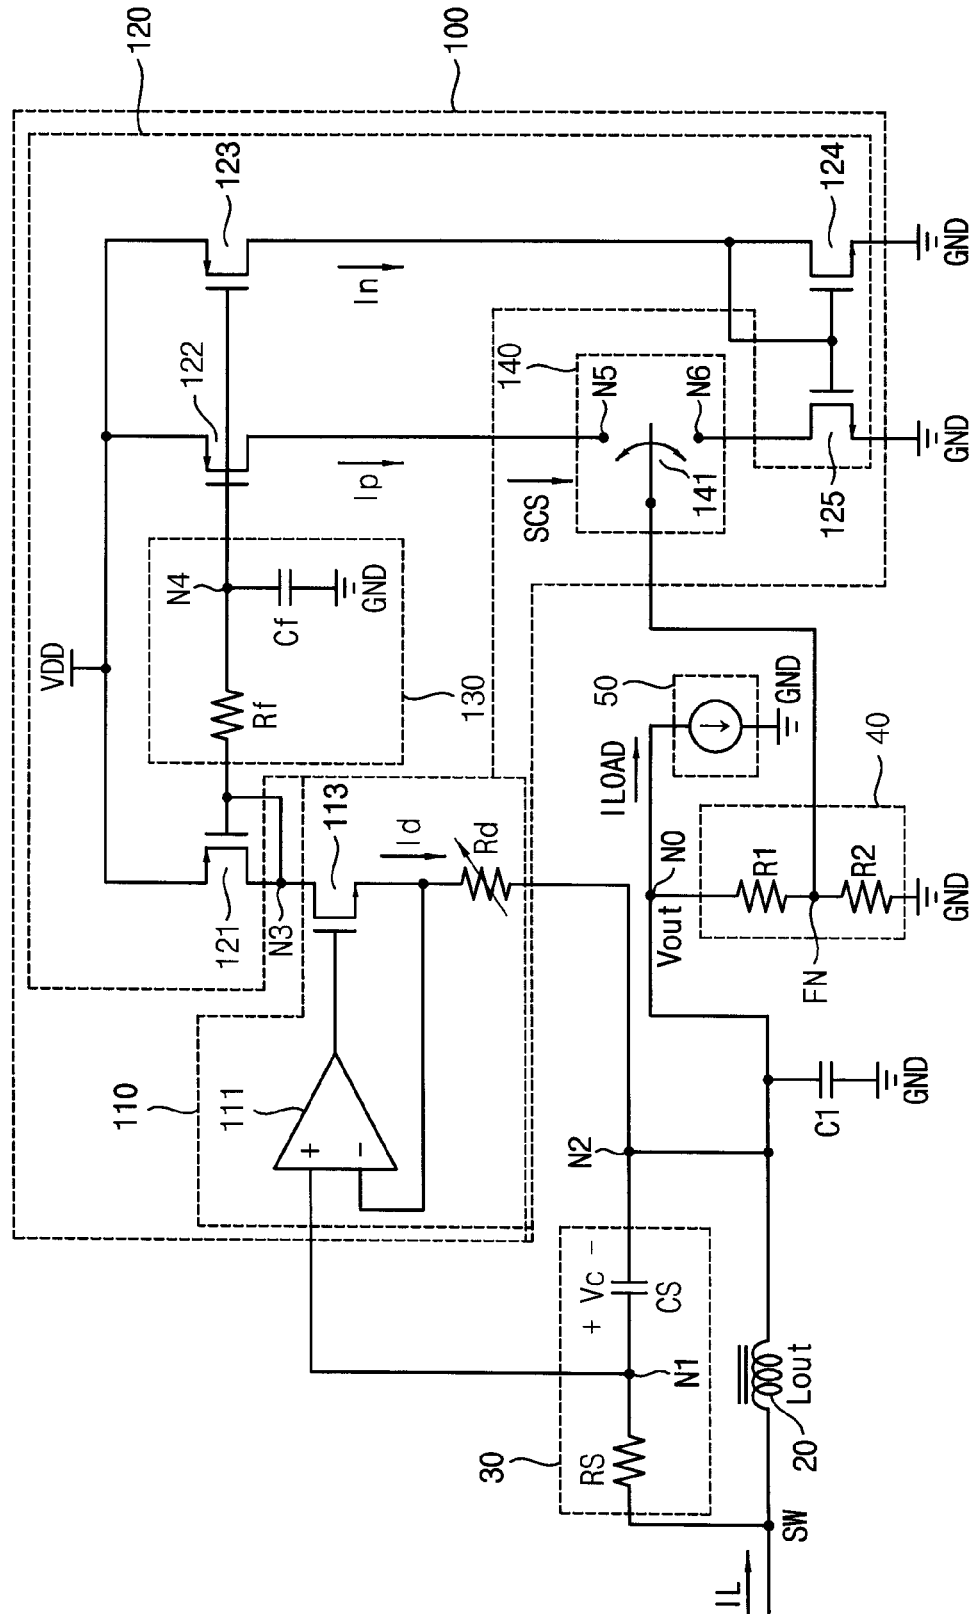 120
100
VDD
N4
Rf
Cf
GND
130
122
123
121
N3
113
Id
Rd
Ip
In
110
111
+
-
140
SCS
N5
N6
141
125
124
GND
GND
N2
+ Vc -
CS
N1
RS
30
ILOAD
50
GND
N0
Vout
R1
R2
40
FN
GND
C1
GND
Lout
20
SW
IL